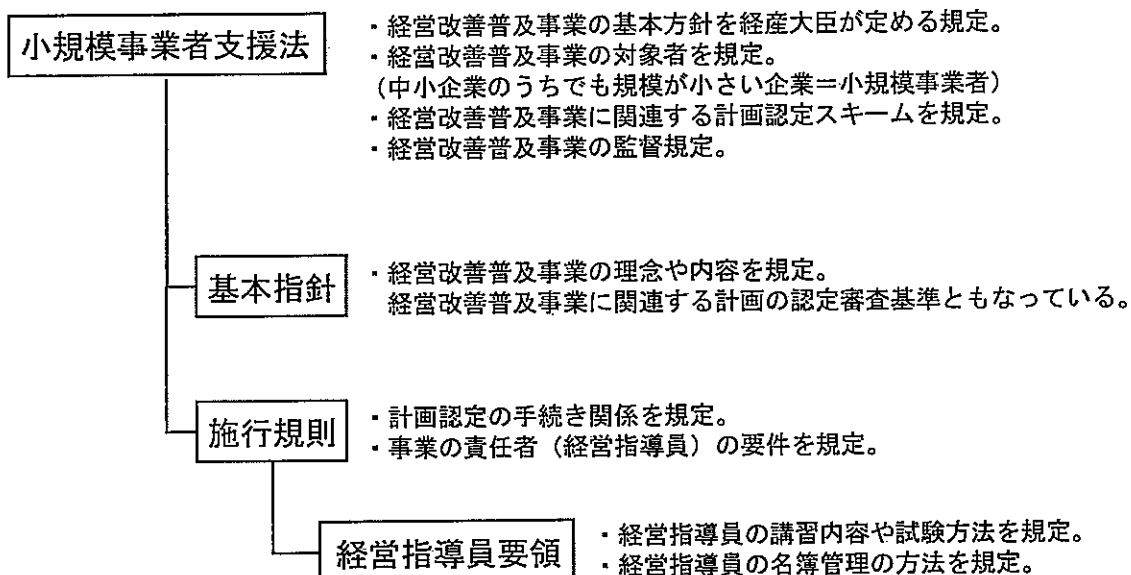 小規模事業者支援法
・経営改善普及事業の基本方針を経産大臣が定める規定。
・経営改善普及事業の対象者を規定。
（中小企業のうちでも規模が小さい企業＝小規模事業者）
・経営改善普及事業に関連する計画認定スキームを規定。
・経営改善普及事業の監督規定。
基本指針
・経営改善普及事業の理念や内容を規定。
経営改善普及事業に関連する計画の認定審査基準ともなっている。
施行規則
・計画認定の手続き関係を規定。
・事業の責任者（経営指導員）の要件を規定。
経営指導員要領
・経営指導員の講習内容や試験方法を規定。
・経営指導員の名簿管理の方法を規定。